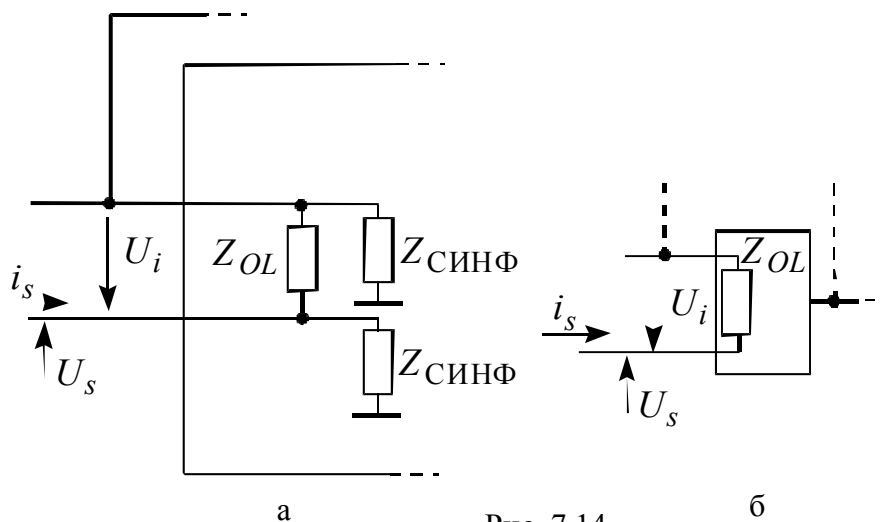 U_i Z_OL Z_СИНФ
i_s
U_s Z_СИНФ
а
Z_OL
i_s U_i
U_s
б
Рис. 7.14